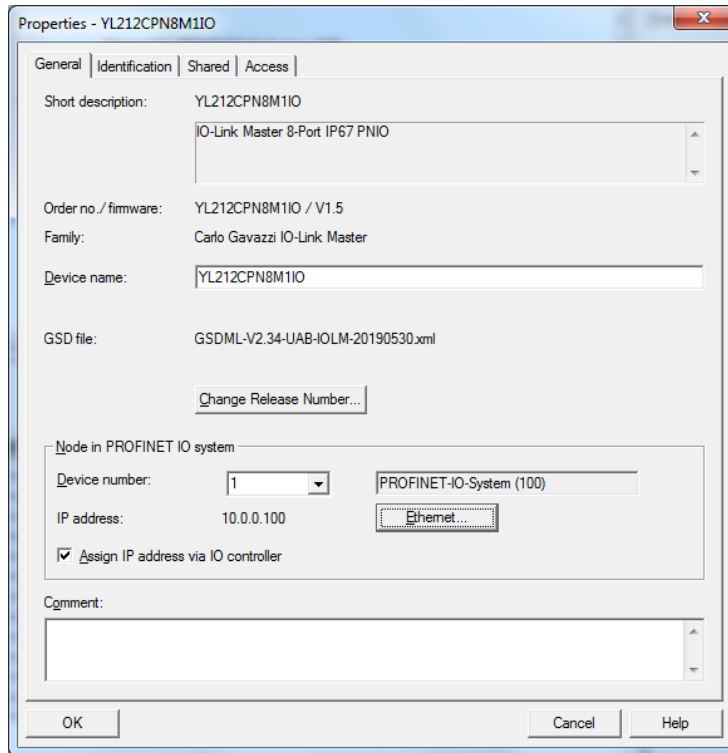 Properties - YL212CPN8M1IO
General Identification Shared Access
Short description: YL212CPN8M1IO
IO-Link Master 8-Port IP67 PNIO
Order no./ firmware: YL212CPN8M1IO / V1.5
Family: Carlo Gavazzi IO-Link Master
Device name: YL212CPN8M1IO
GSD file: GSDML-V2.34-UAB-IOLM-20190530.xml
Change Release Number...
Node in PROFINET IO system
Device number: 1 PROFINET-IO-System (100)
IP address: 10.0.0.100 Ethernet...
Assign IP address via IO controller
Comment:
OK Cancel Help